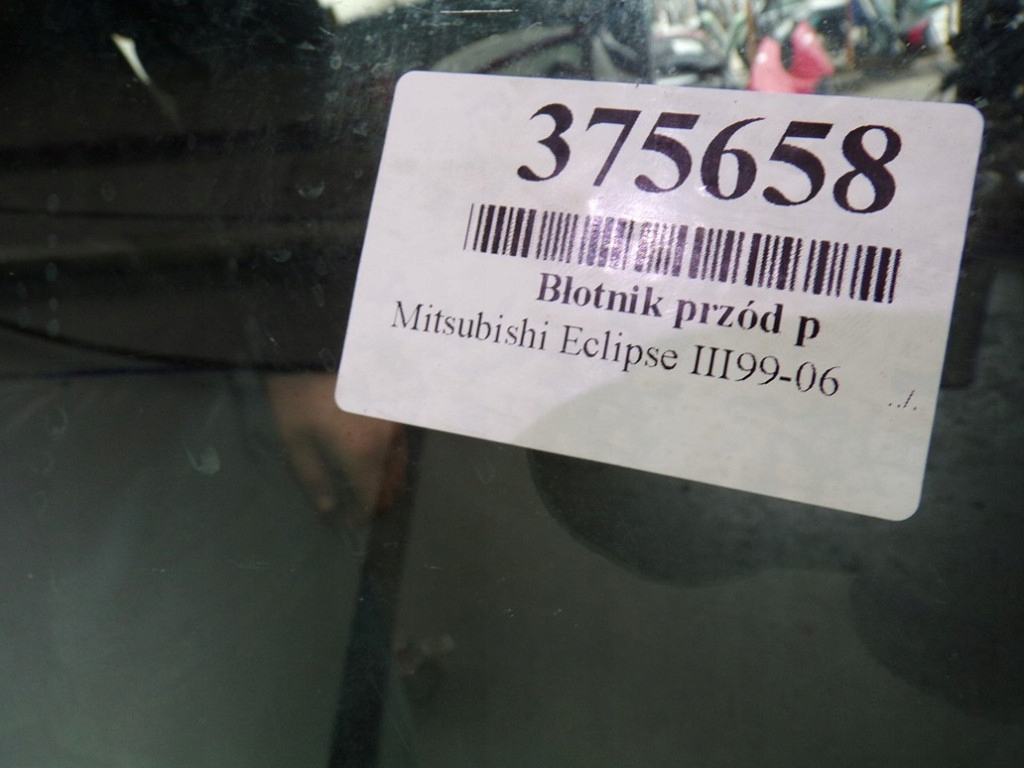 375658
Błotnik przód p
Mitsubishi Eclipse III99-06
../.